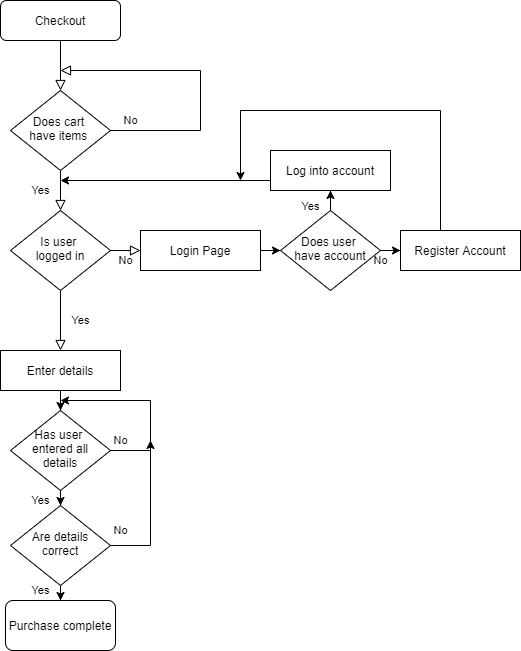 Checkout
Does cart
have items
No
Yes
Log into account
Yes
Is user
logged in
No
Login Page
Does user
have account
No
Register Account
Yes
Enter details
Has user
entered all
details
No
Yes
Are details
correct
No
Yes
Purchase complete